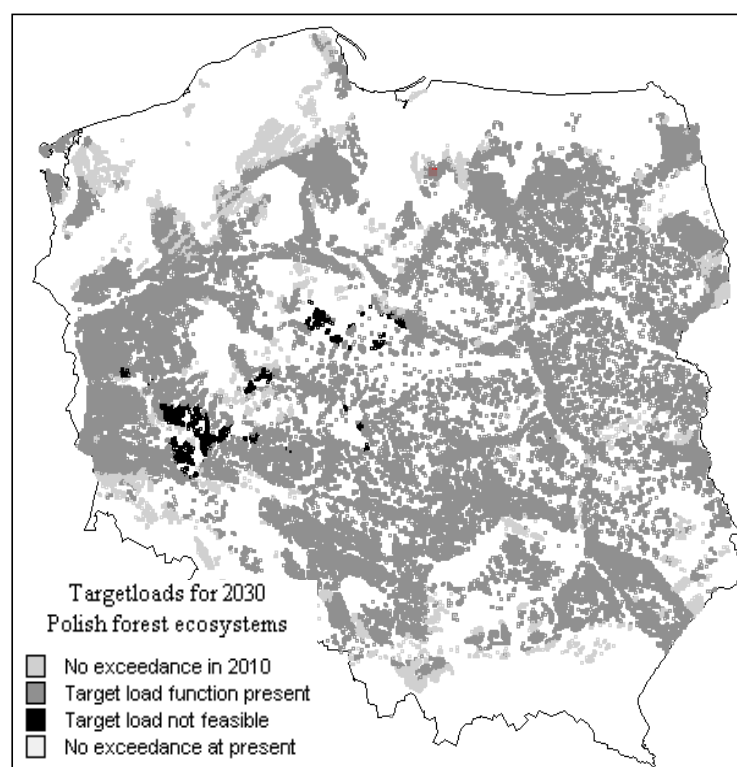 Targetloads for 2030
Polish forest ecosystems
No exceedance in 2010
Target load function present
Target load not feasible
No exceedance at present